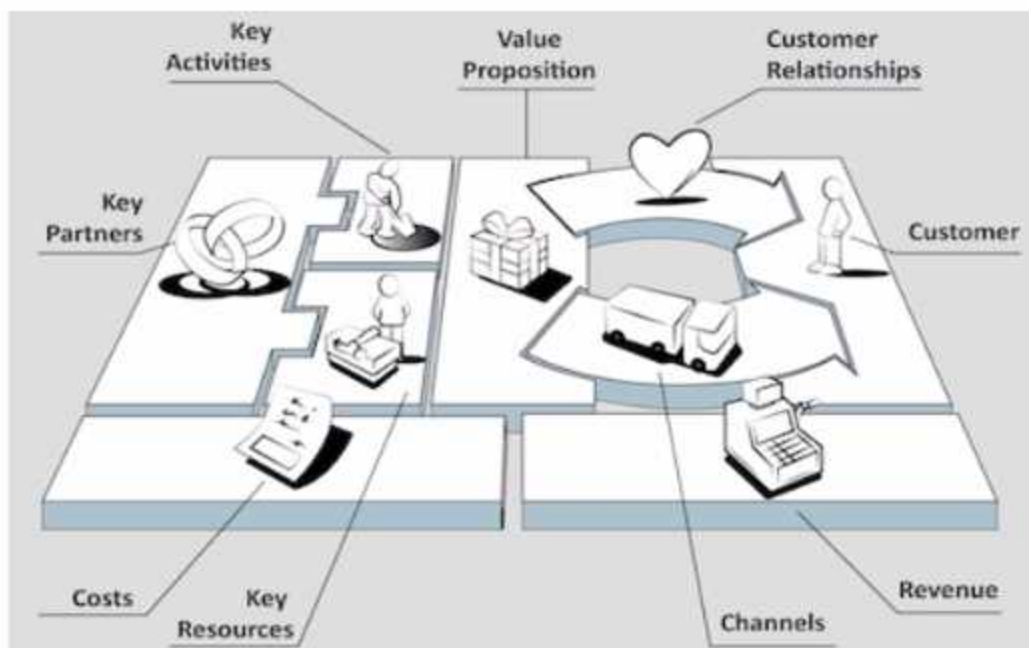 Key
Activities
Value
Proposition
Customer
Relationships
Key
Partners
Customer
Costs
Key
Resources
Channels
Revenue